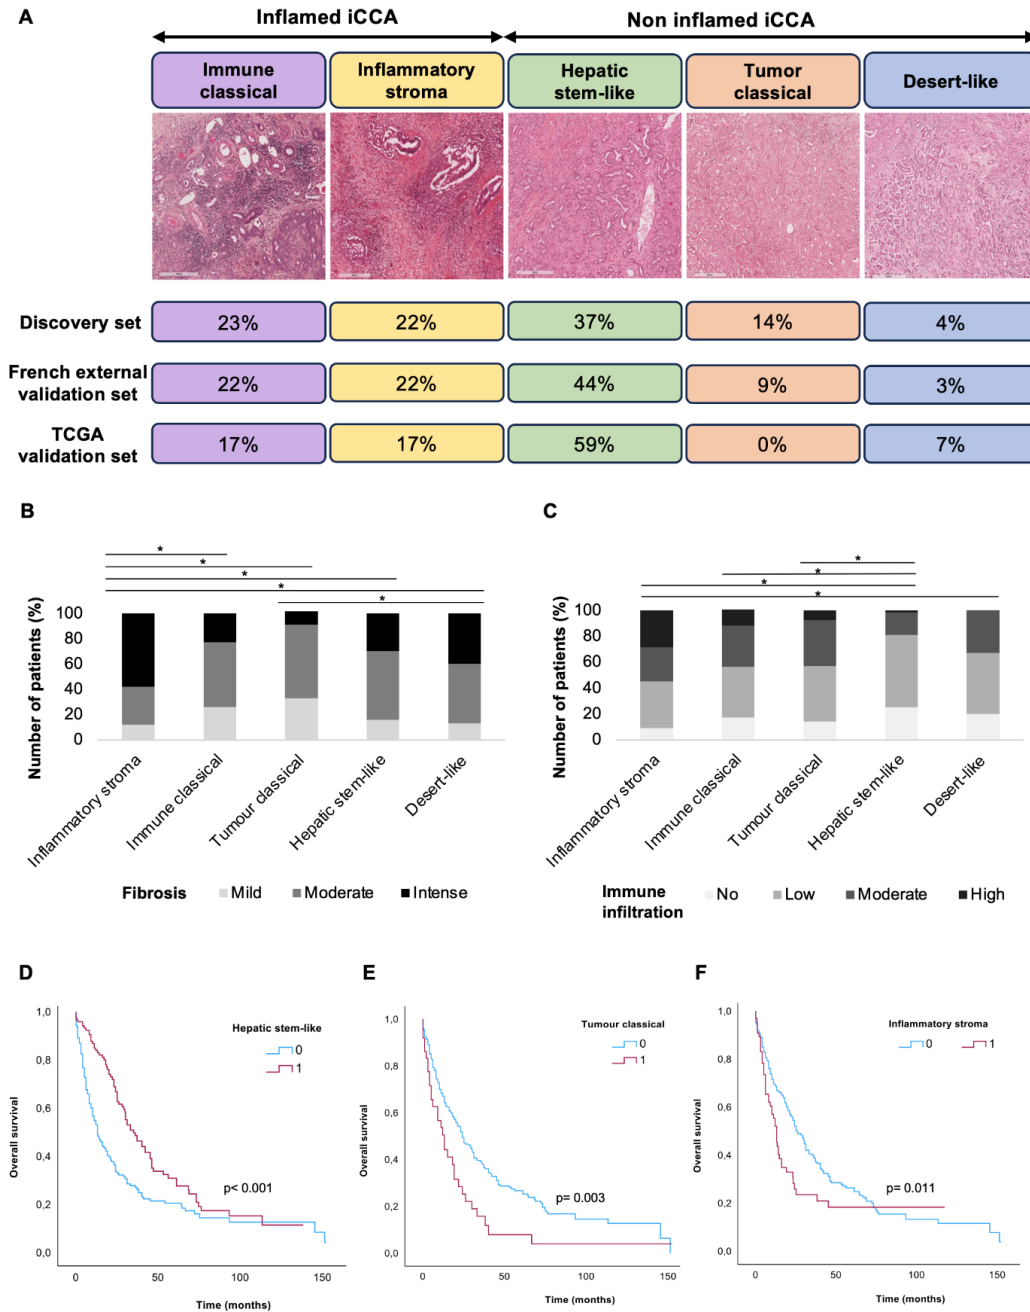 A
Inflamed iCCA
Non inflamed iCCA
Immune
classical
Inflammatory
stroma
Hepatic
stem-like
Tumor
classical
Desert-like
Discovery set
23%
22%
37%
14%
4%
French external
validation set
22%
22%
44%
9%
3%
TCGA
validation set
17%
17%
59%
0%
7%
B
Number of patients (%)
100
80
60
40
20
0
*
*
*
*
*
Inflammatory stroma
Immune classical
Tumour classical
Hepatic stem-like
Desert-like
Fibrosis
Mild
Moderate
Intense
C
Number of patients (%)
100
80
60
40
20
0
*
*
*
*
Inflammatory stroma
Immune classical
Tumour classical
Hepatic stem-like
Desert-like
Immune
infiltration
No
Low
Moderate
High
D
Overall survival
1,0
0,8
0,6
0,4
0,2
0,0
Hepatic stem-like
0
1
p< 0.001
0
50
100
150
Time (months)
E
Overall survival
1,0
0,8
0,6
0,4
0,2
0,0
Tumour classical
0
1
p= 0.003
0
50
100
150
Time (months)
F
Overall survival
1,0
0,8
0,6
0,4
0,2
0,0
Inflammatory stroma
0
1
p= 0.011
0
50
100
150
Time (months)